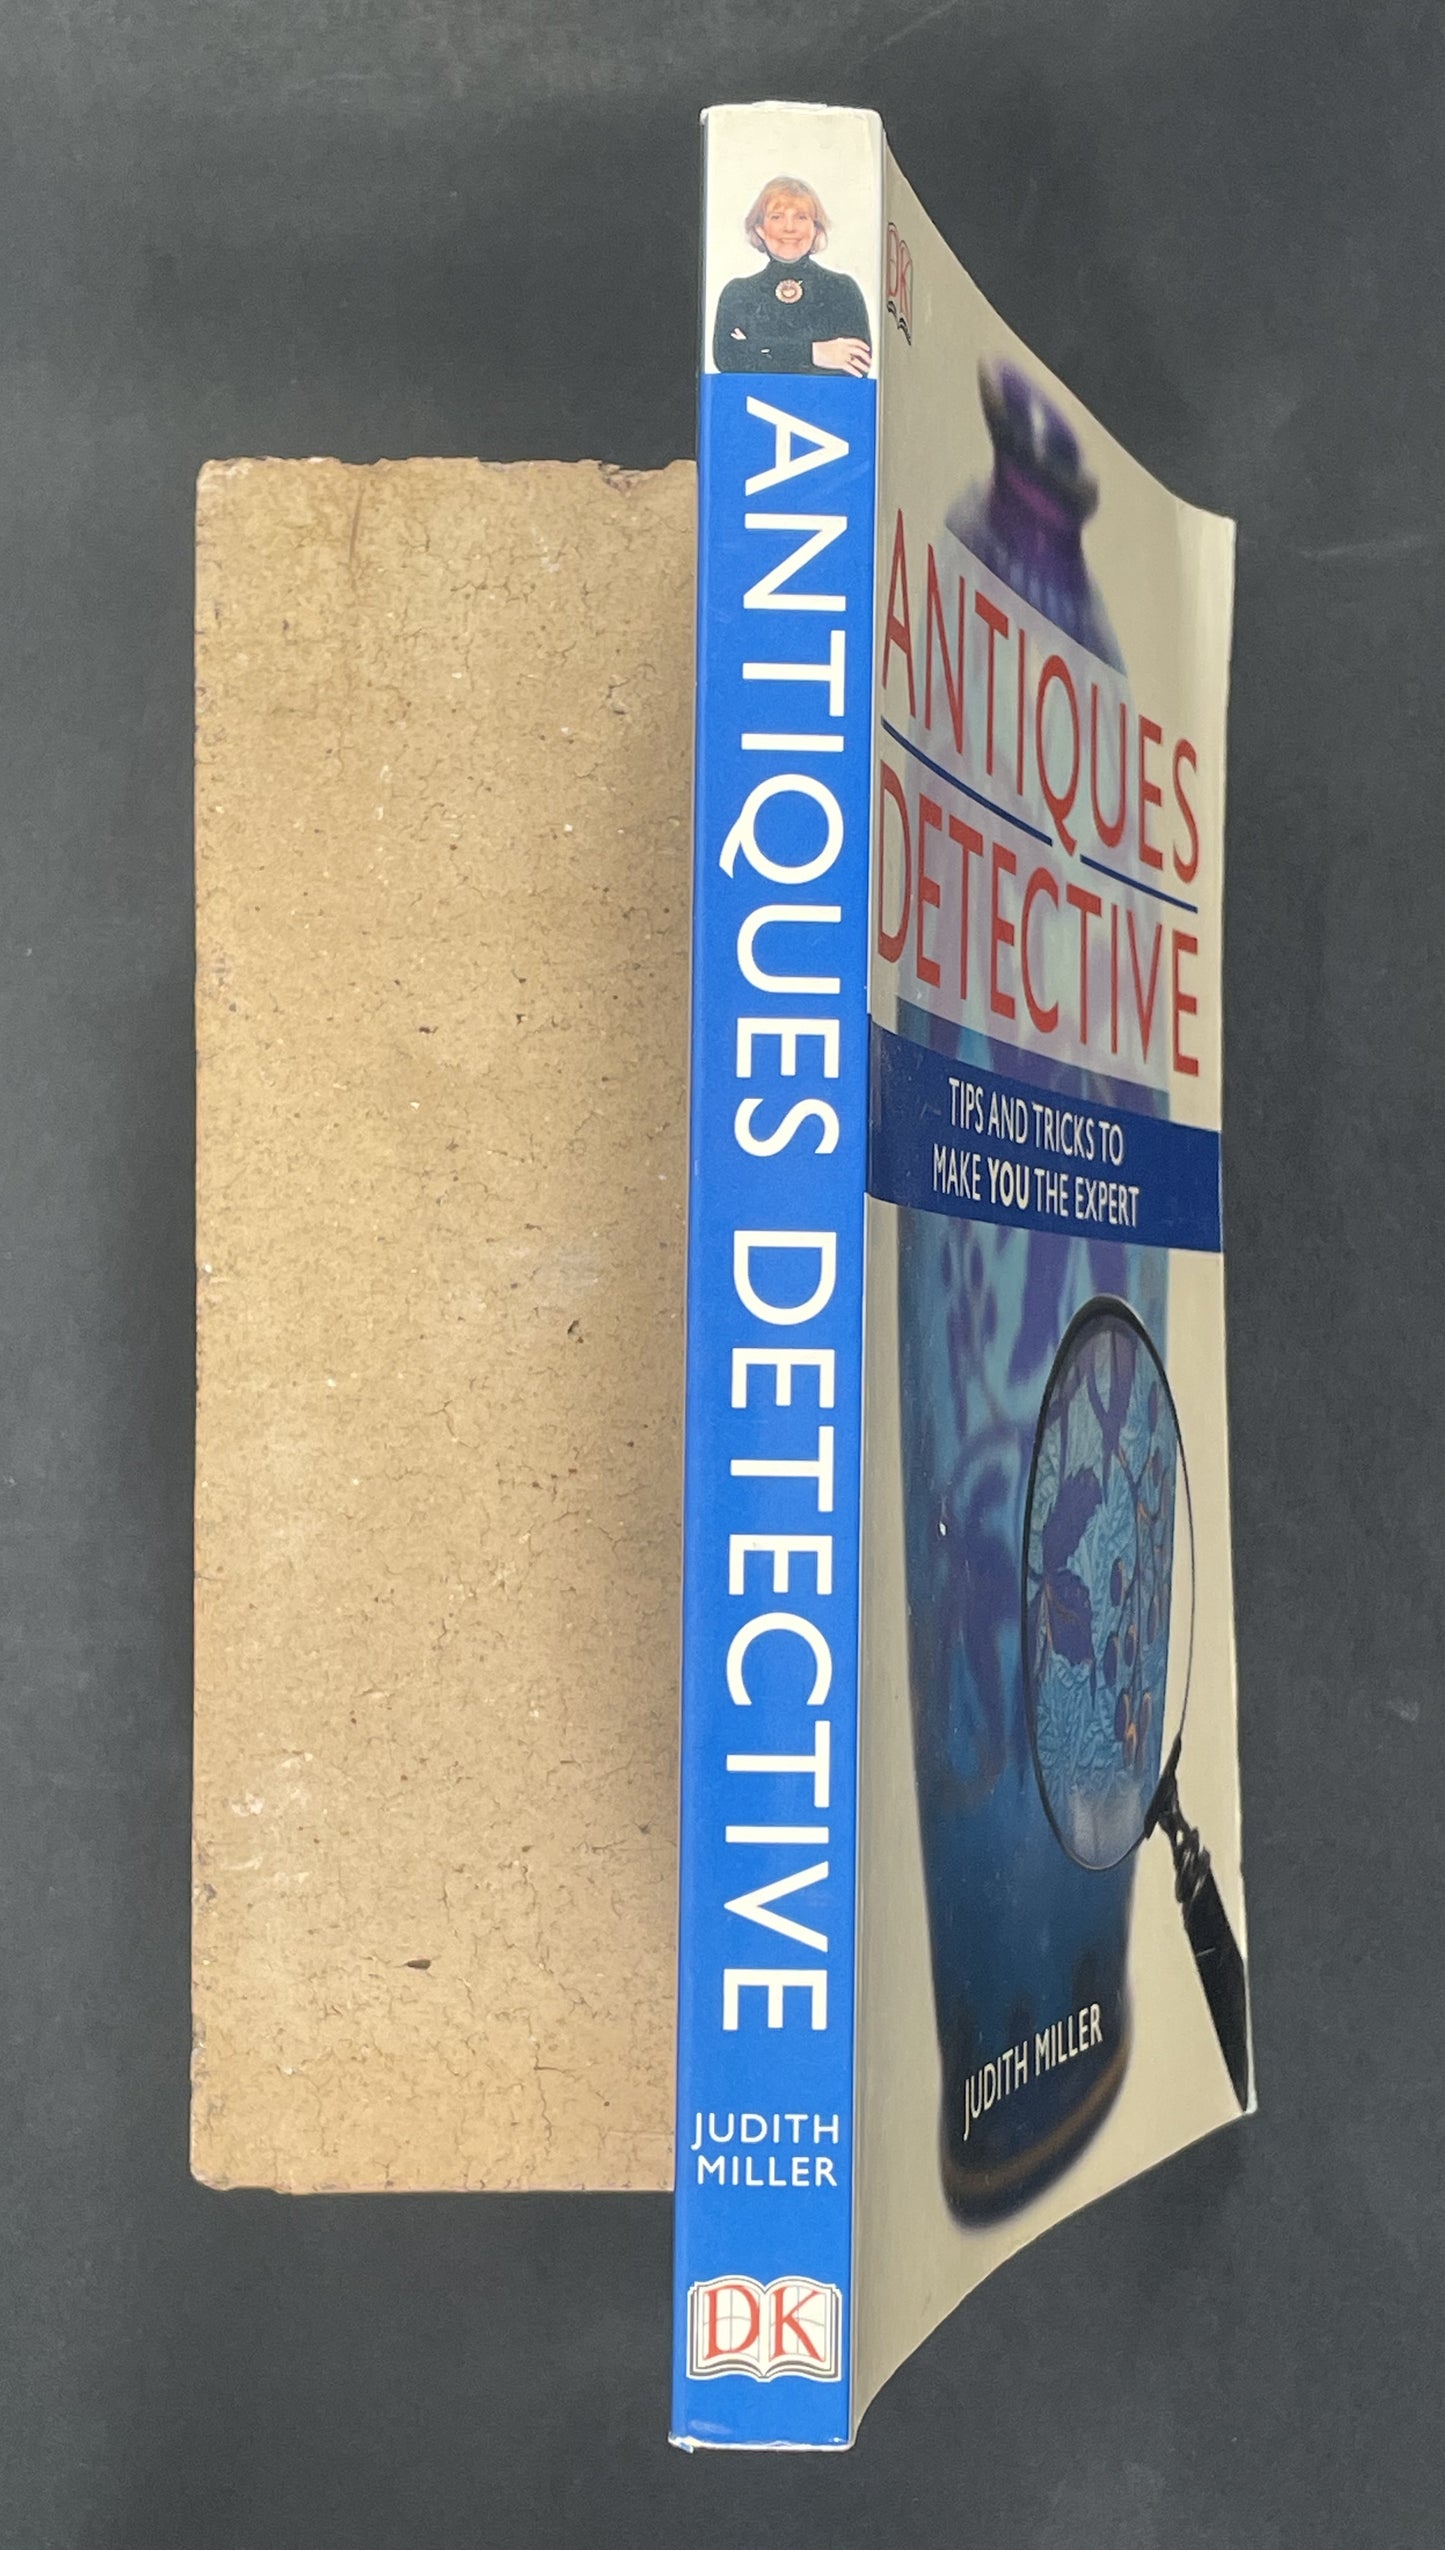 ANTIQUES DETECTIVE
JUDITH
MILLER
DK
DK
ANTIQUES
DETECTIVE
TIPS AND TRICKS TO
MAKE YOU THE EXPERT
JUDITH MILLER